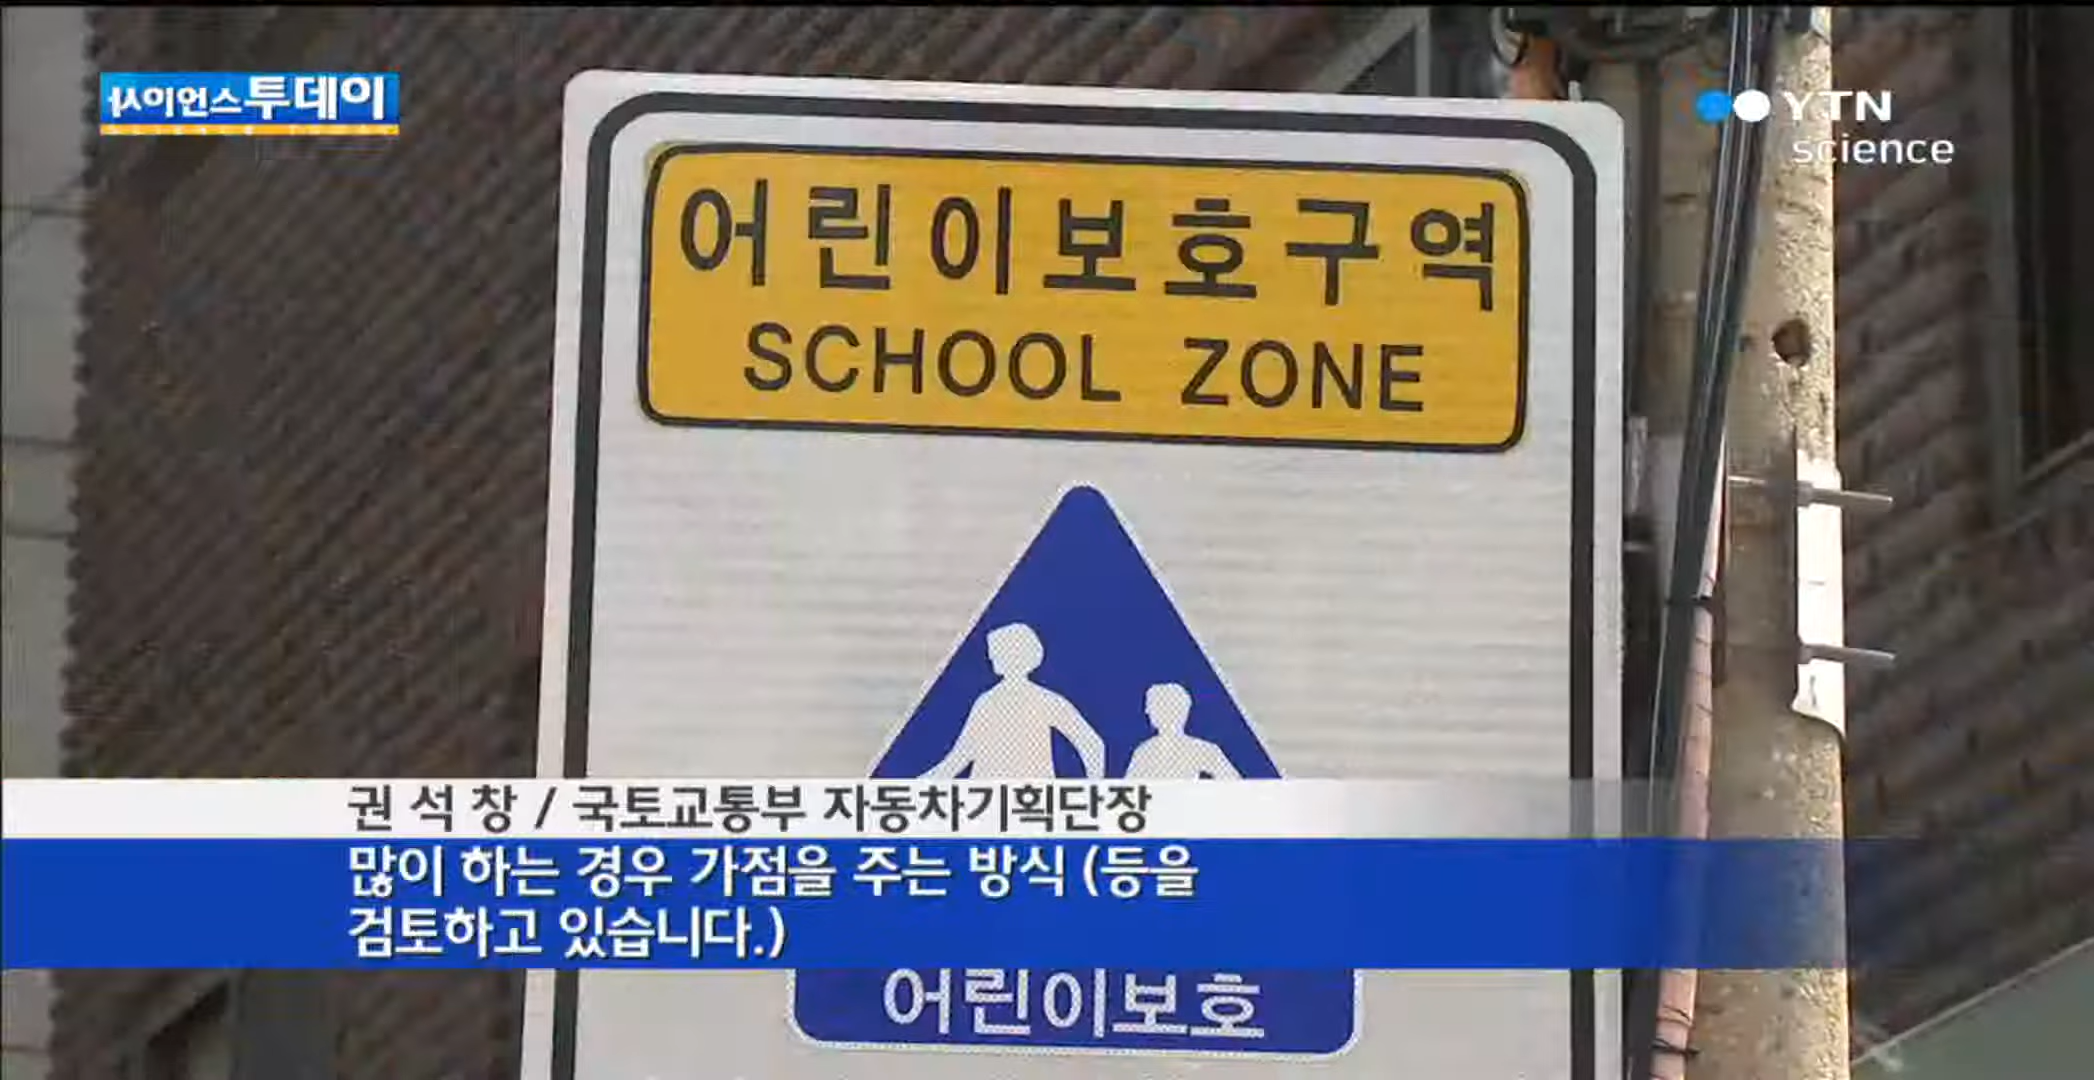 사이언스투데이
YTN
science
어린이보호구역
SCHOOL ZONE
권 석 창 / 국토교통부 자동차기획단장
많이 하는 경우 가점을 주는 방식 (등을
검토하고 있습니다.)
어린이보호